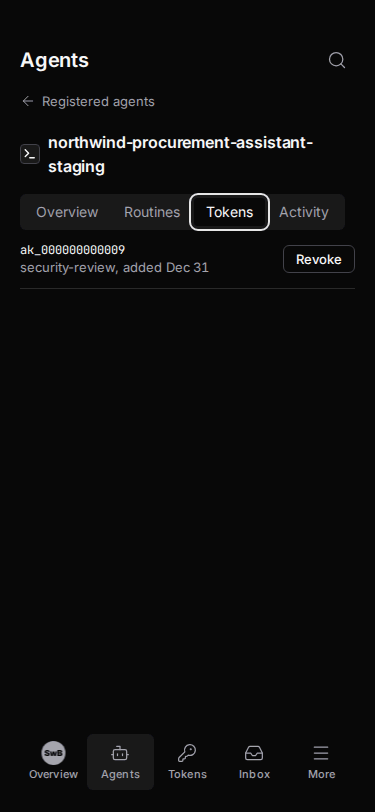 Agents
Registered agents
northwind-procurement-assistant-
staging
Overview Routines Tokens Activity
ak_000000000009
security-review, added Dec 31
Revoke
SwB
Overview Agents Tokens Inbox More